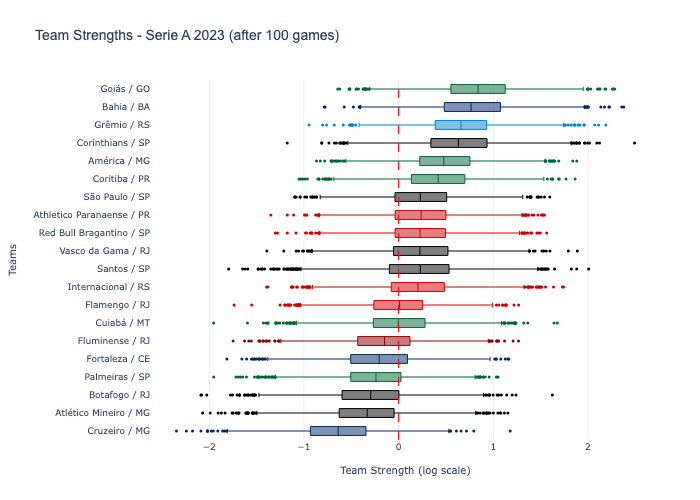 Team Strengths - Serie A 2023 (after 100 games)
Goiás / GO
Bahia / BA
Grêmio / RS
Corinthians / SP
América / MG
Coritiba / PR
São Paulo / SP
Athletico Paranaense / PR
Red Bull Bragantino / SP
Vasco da Gama / RJ
Santos / SP
Internacional / RS
Flamengo / RJ
Cuiabá / MT
Fluminense / RJ
Fortaleza / CE
Palmeiras / SP
Botafogo / RJ
Atlético Mineiro / MG
Cruzeiro / MG
Teams
−2 −1 0 1 2
Team Strength (log scale)